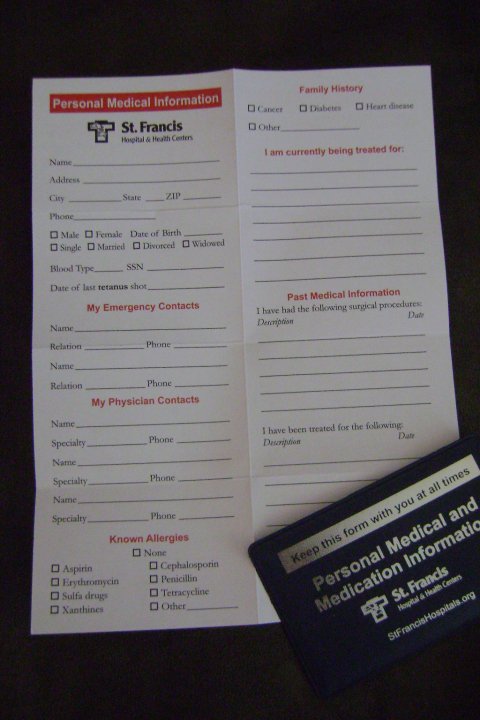 Personal Medical Information
St. Francis
Hospital & Health Centers
Name
Address
City State ZIP
Phone
Male Female Date of Birth
Single Married Divorced Widowed
Blood Type SSN
Date of last tetanus shot
My Emergency Contacts
Name
Relation Phone
Name
Relation Phone
My Physician Contacts
Name
Specialty Phone
Name
Specialty Phone
Name
Specialty Phone
Known Allergies
None
Aspirin Cephalosporin
Erythromycin Penicillin
Sulfa drugs Tetracycline
Xanthines Other
Family History
Cancer Diabetes Heart disease
Other
I am currently being treated for:
Past Medical Information
I have had the following surgical procedures:
Description Date
I have been treated for the following:
Description Date
Keep this form with you at all times
Personal Medical and
Medication Informatio
St. Francis
Hospital & Health Centers
StFrancisHospitals.org